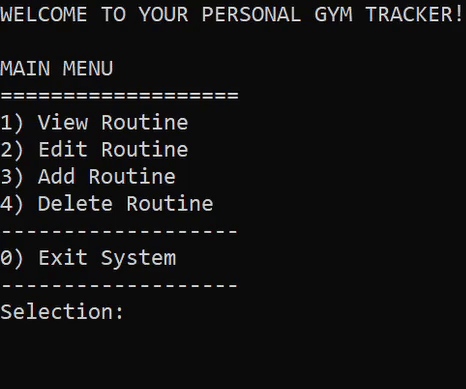 WELCOME TO YOUR PERSONAL GYM TRACKER!
MAIN MENU
===================
1) View Routine
2) Edit Routine
3) Add Routine
4) Delete Routine
-------------------
0) Exit System
-------------------
Selection: